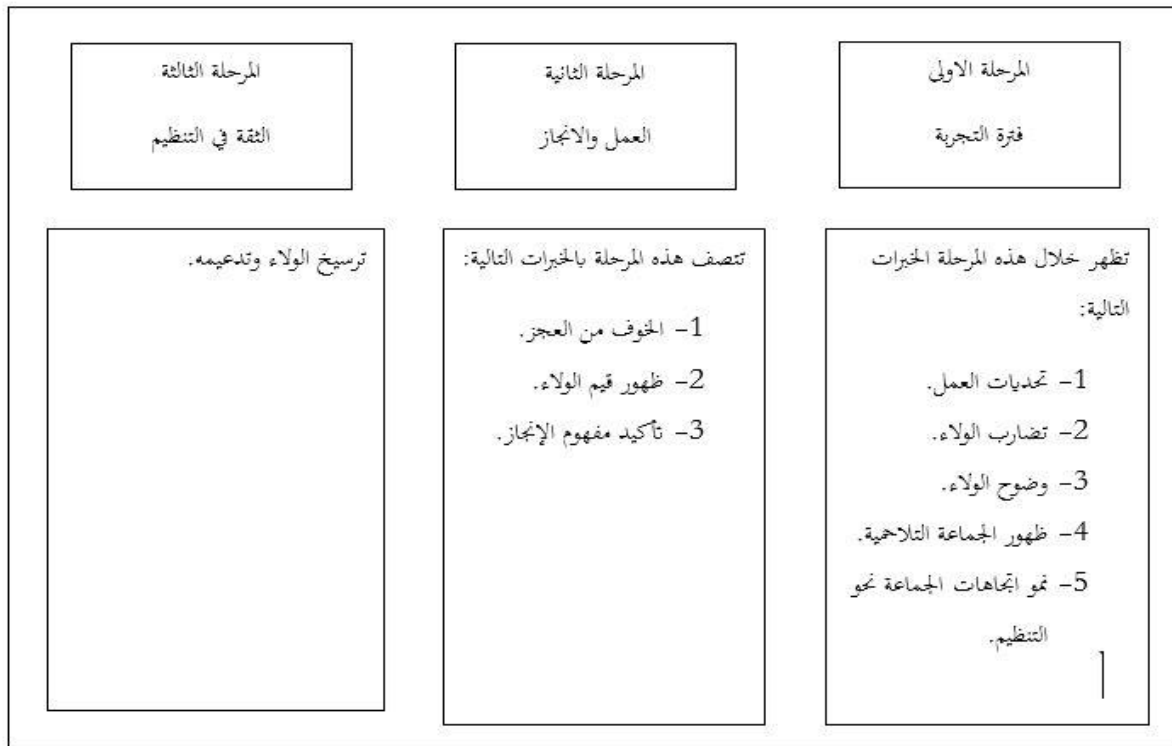 المرحلة الاولى
فترة التجربة
المرحلة الثانية
العمل والانجاز
المرحلة الثالثة
الثقة في التنظيم
تظهر خلال هذه المرحلة الخبرات
التالية:
1- تحديات العمل.
2- تضارب الولاء.
3- وضوح الولاء.
4- ظهور الجماعة التلاحمية.
5- نمو اتجاهات الجماعة نحو
التنظيم.
تتصف هذه المرحلة بالخبرات التالية:
1- الخوف من العجز.
2- ظهور قيم الولاء.
3- تأكيد مفهوم الإنجاز.
ترسيخ الولاء وتدعيمه.